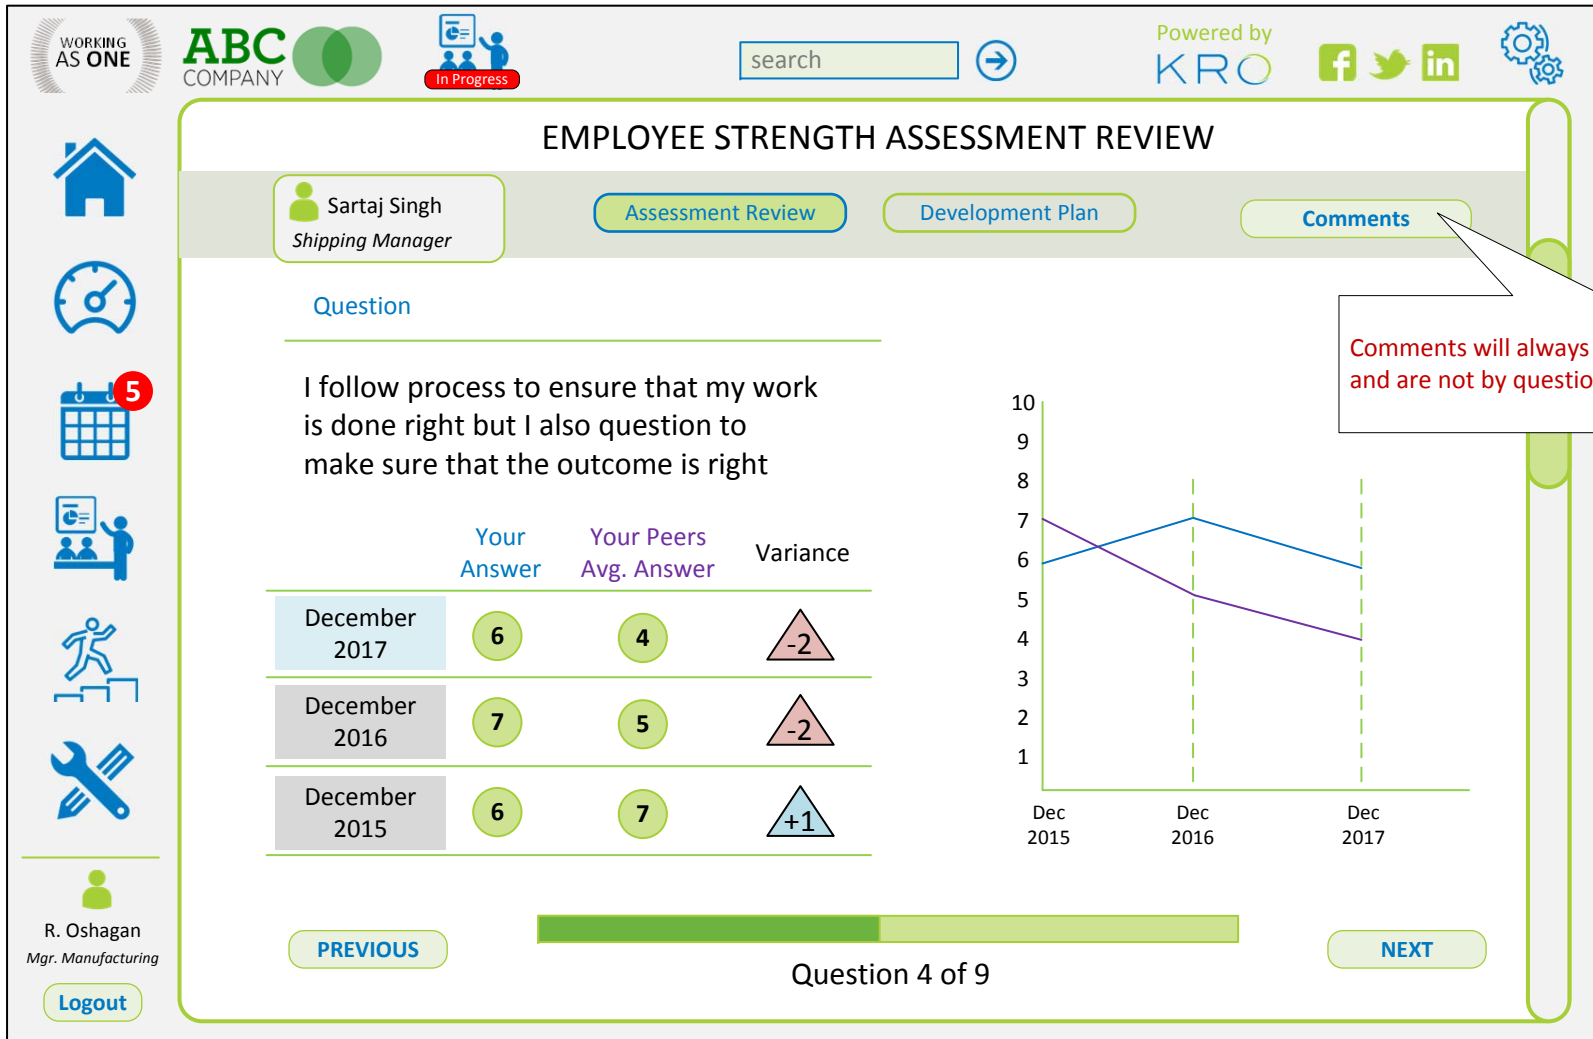 WORKING
AS ONE
ABC
COMPANY
In Progress
search
Powered by
KRO
f
in
EMPLOYEE STRENGTH ASSESSMENT REVIEW
Sartaj Singh
Shipping Manager
Assessment Review
Development Plan
Comments
Comments will always
and are not by questio
5
Question
I follow process to ensure that my work
is done right but I also question to
make sure that the outcome is right
Your
Answer
Your Peers
Avg. Answer
Variance
December
2017
6
4
-2
December
2016
7
5
-2
December
2015
6
7
+1
10
9
8
7
6
5
4
3
2
1
Dec
2015
Dec
2016
Dec
2017
R. Oshagan
Mgr. Manufacturing
Logout
PREVIOUS
Question 4 of 9
NEXT